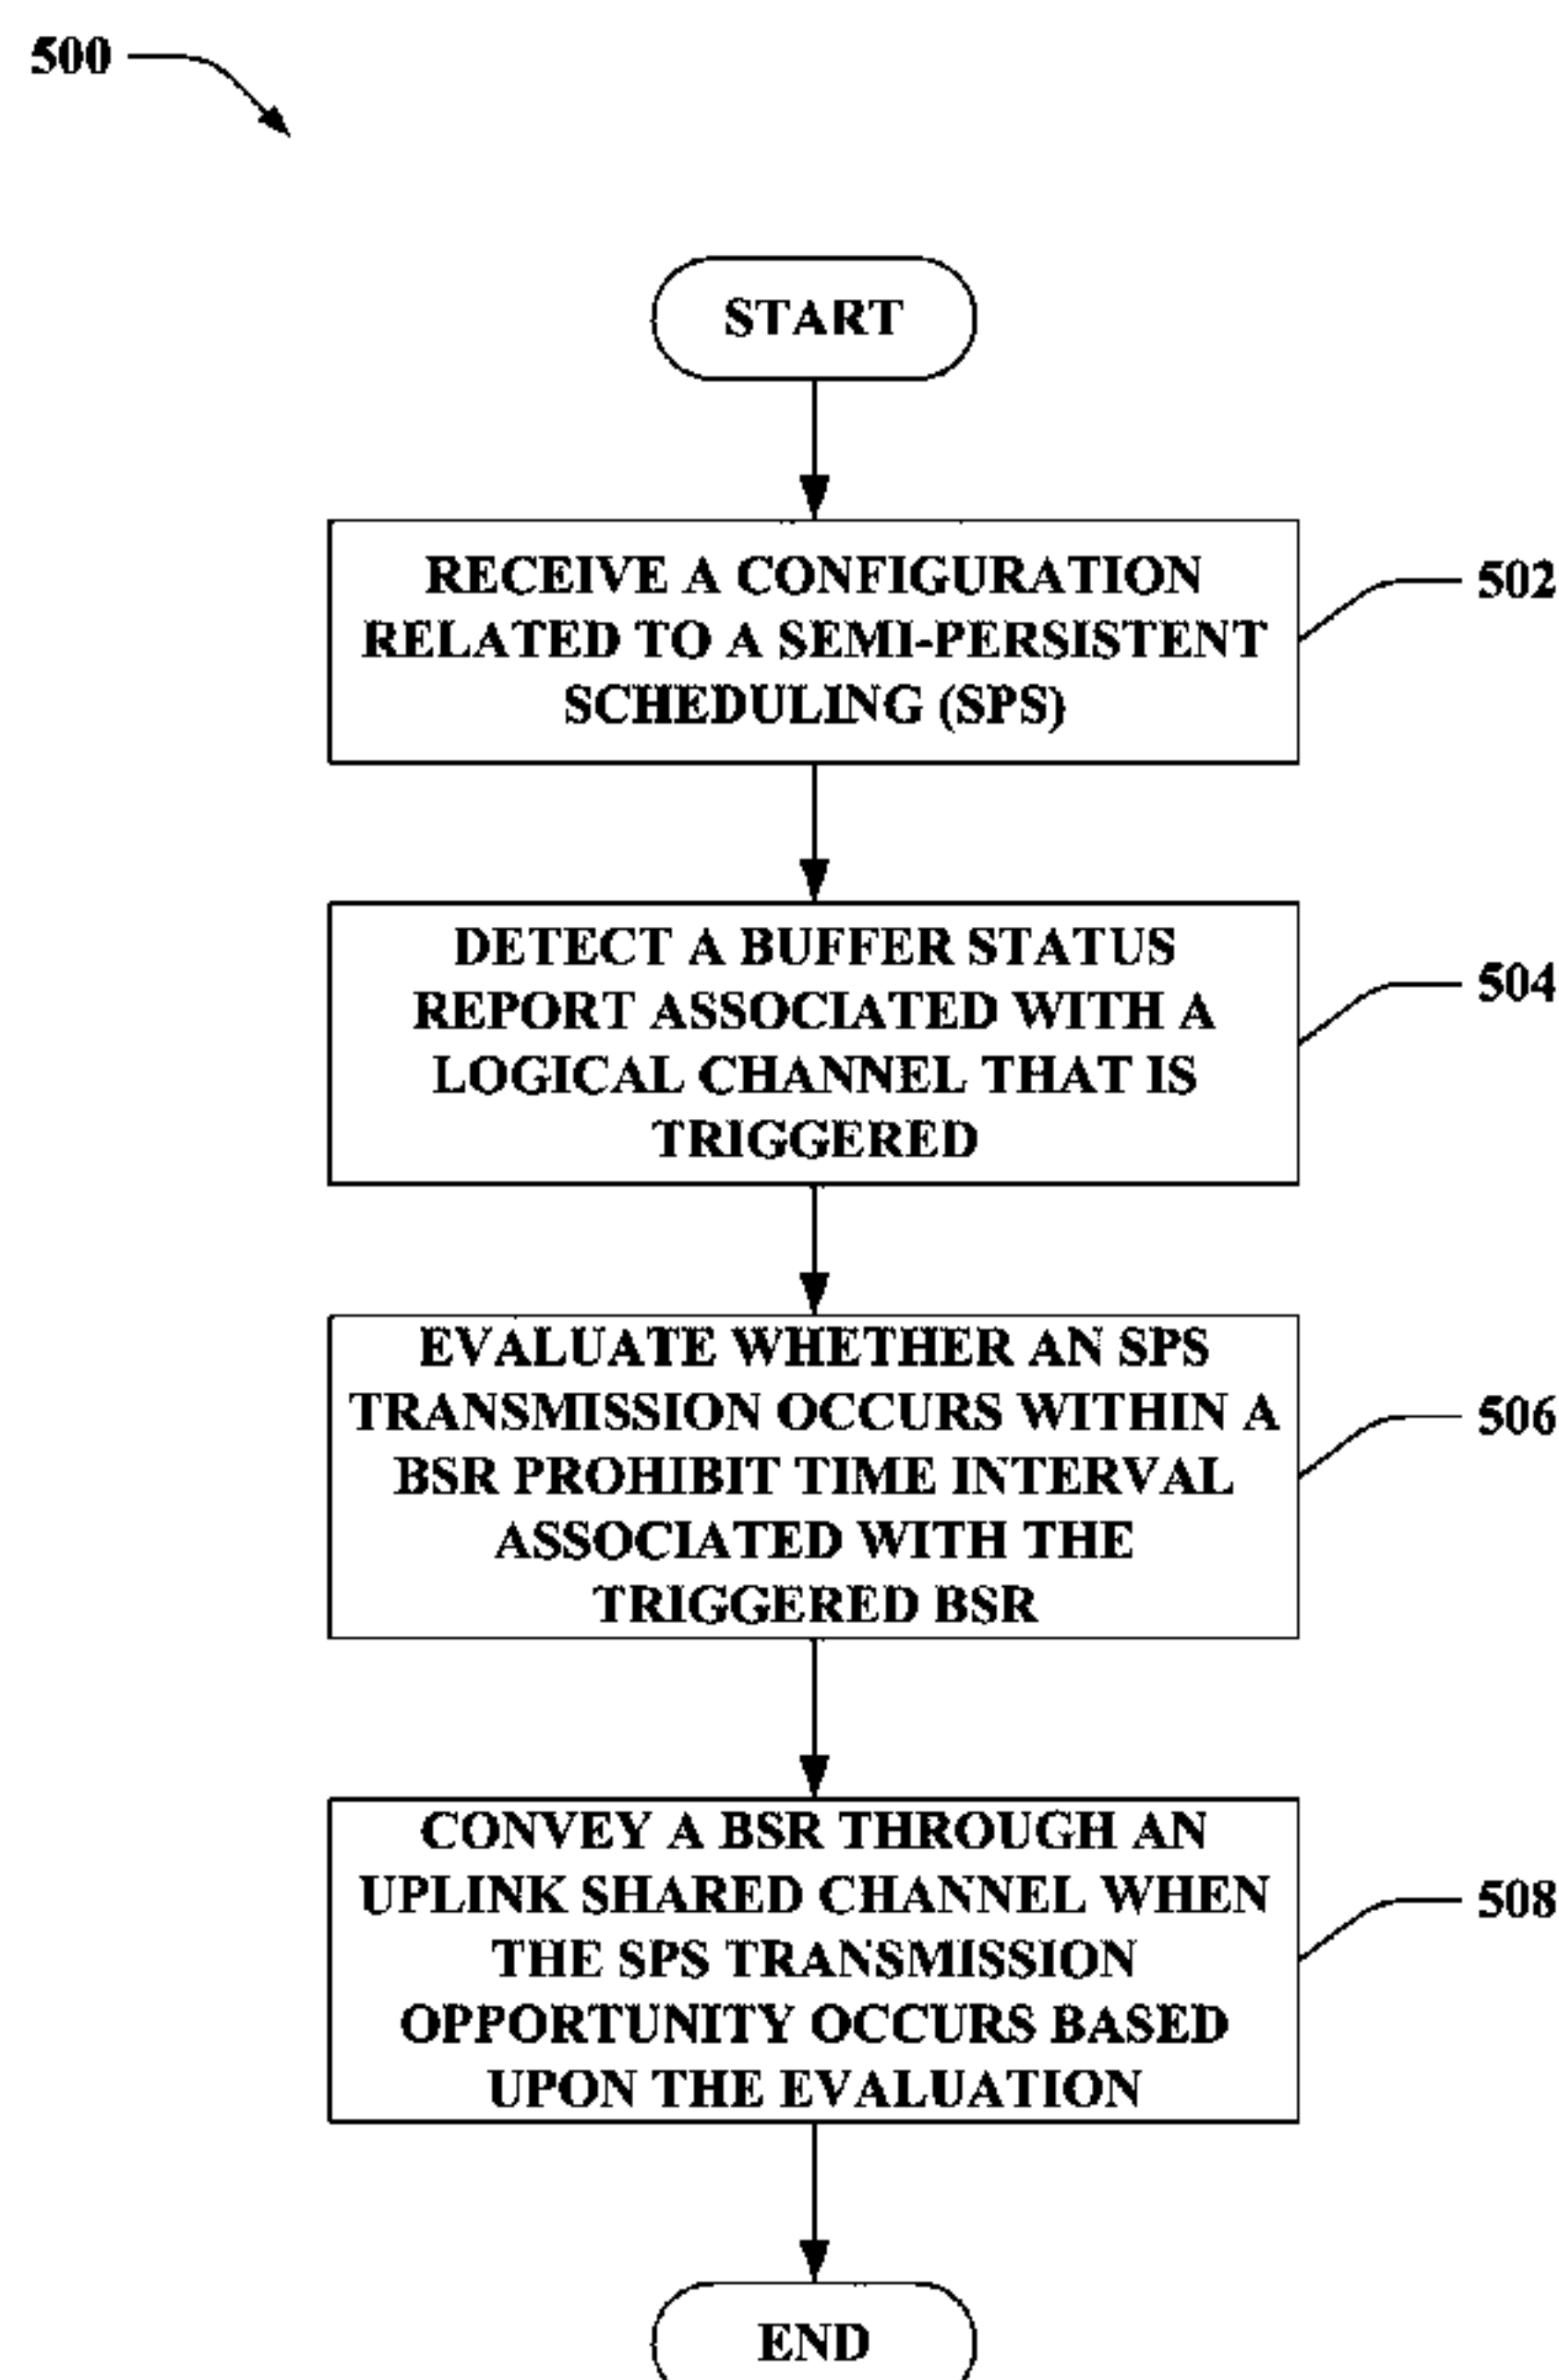 500
START
RECEIVE A CONFIGURATION
RELATED TO A SEMI-PERSISTENT
SCHEDULING (SPS)
502
DETECT A BUFFER STATUS
REPORT ASSOCIATED WITH A
LOGICAL CHANNEL THAT IS
TRIGGERED
504
EVALUATE WHETHER AN SPS
TRANSMISSION OCCURS WITHIN A
BSR PROHIBIT TIME INTERVAL
ASSOCIATED WITH THE
TRIGGERED BSR
506
CONVEY A BSR THROUGH AN
UPLINK SHARED CHANNEL WHEN
THE SPS TRANSMISSION
OPPORTUNITY OCCURS BASED
UPON THE EVALUATION
508
END